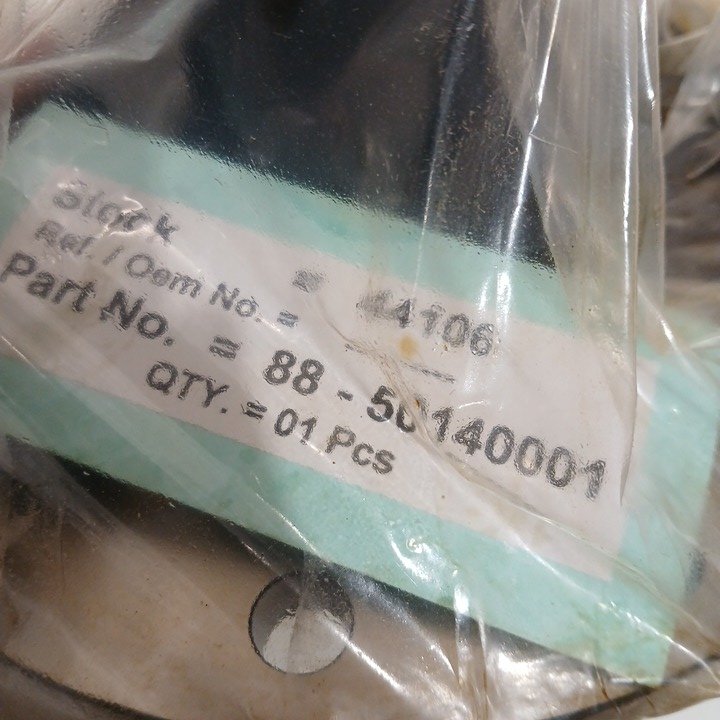 Stock = 44106
Ref. / Oem No. = ——
Part No. = 88 - 50140001
QTY. = 01 Pcs